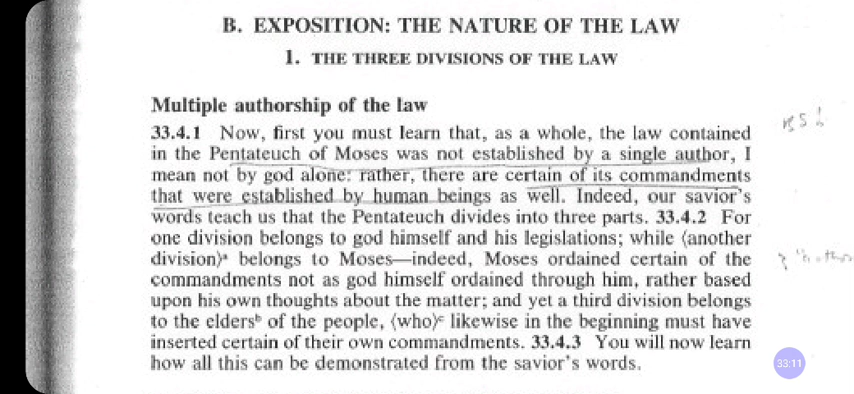 B. EXPOSITION: THE NATURE OF THE LAW
1. THE THREE DIVISIONS OF THE LAW
Multiple authorship of the law
33.4.1 Now, first you must learn that, as a whole, the law contained
in the Pentateuch of Moses was not established by a single author, I
mean not by god alone: rather, there are certain of its commandments
that were established by human beings as well. Indeed, our savior's
words teach us that the Pentateuch divides into three parts. 33.4.2 For
one division belongs to god himself and his legislations; while ⟨another
division⟩ᵃ belongs to Moses—indeed, Moses ordained certain of the
commandments not as god himself ordained through him, rather based
upon his own thoughts about the matter; and yet a third division belongs
to the eldersᵇ of the people, ⟨who⟩ᶜ likewise in the beginning must have
inserted certain of their own commandments. 33.4.3 You will now learn
how all this can be demonstrated from the savior's words.
33:11